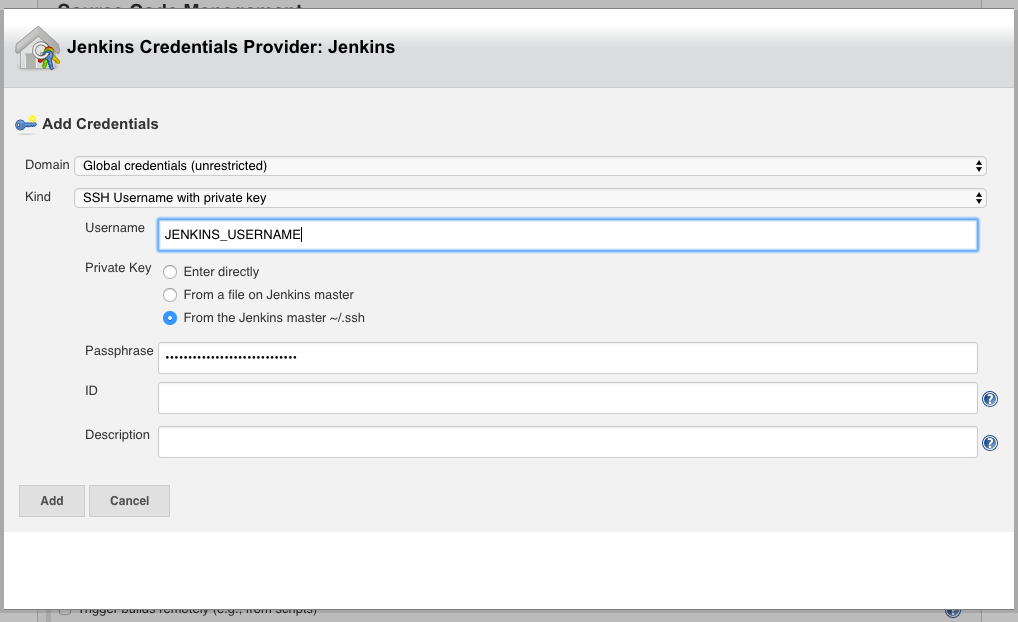 Source Code Management
Jenkins Credentials Provider: Jenkins
Add Credentials
Domain Global credentials (unrestricted)
Kind SSH Username with private key
Username JENKINS_USERNAME
Private Key Enter directly
From a file on Jenkins master
From the Jenkins master ~/.ssh
Passphrase •••••••••••••••••••••••••••••
ID
Description
Add Cancel
Trigger builds remotely (e.g., from scripts)